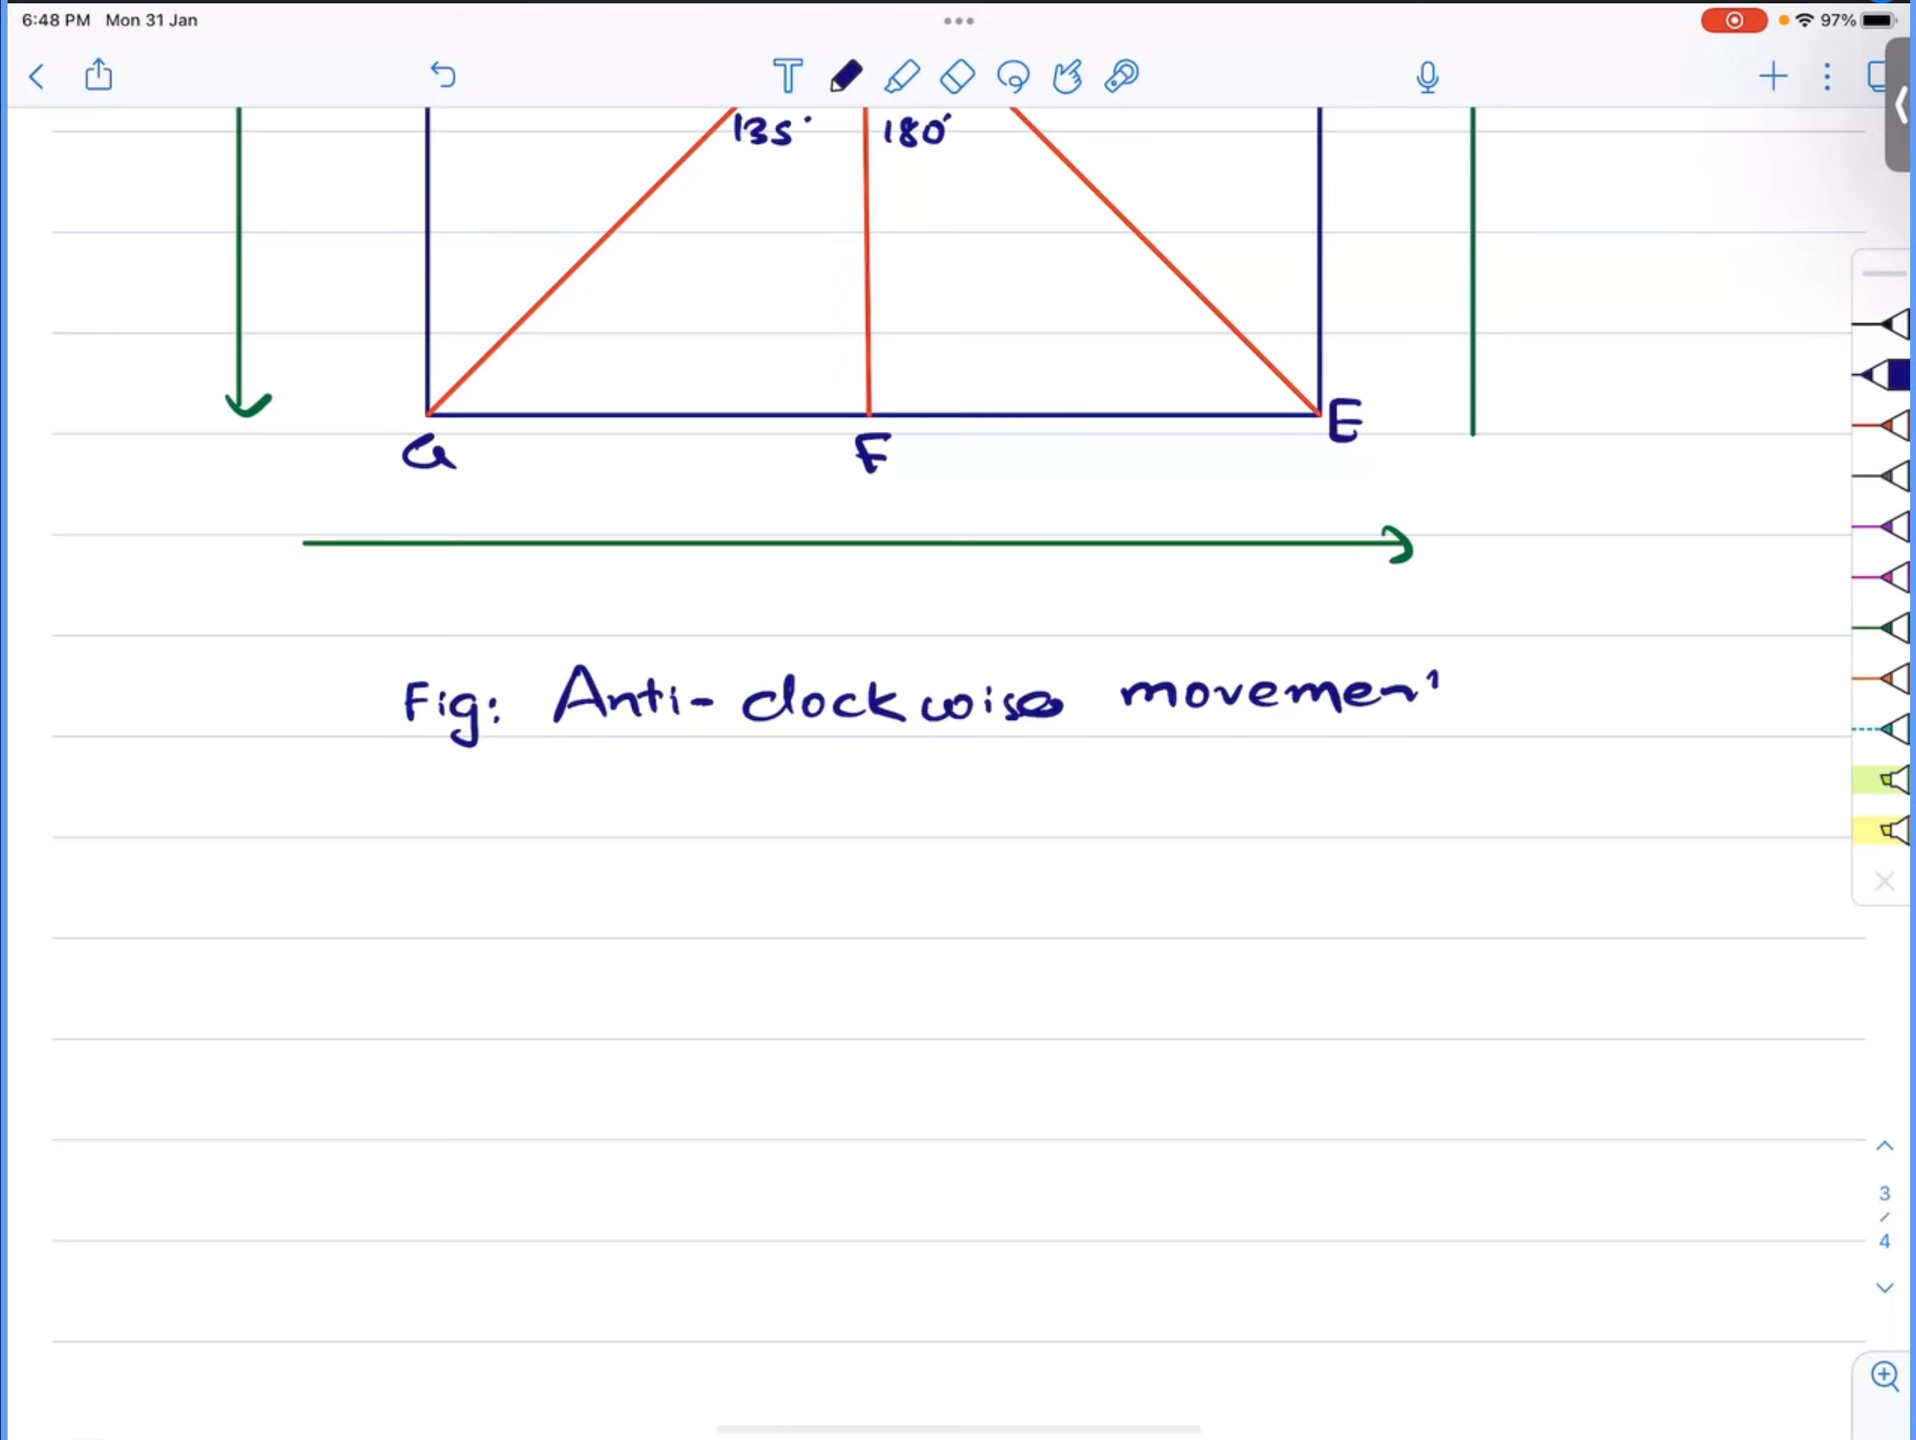 6:48 PM Mon 31 Jan
97%
T
135° 180°
G F E
Fig: Anti-clockwise movement
3
/
4